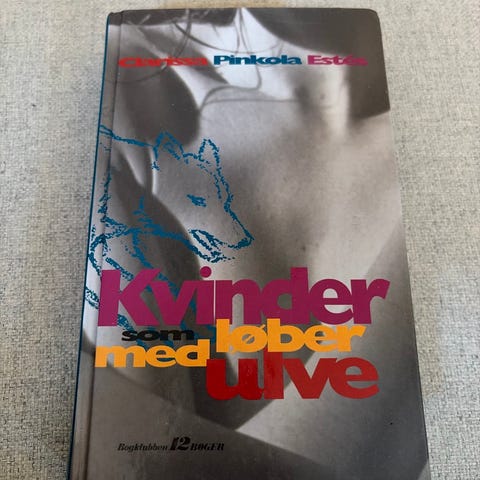 Clarissa Pinkola Estés
Kvinder
som løber
med ulve
Bogklubben 12 BØGER